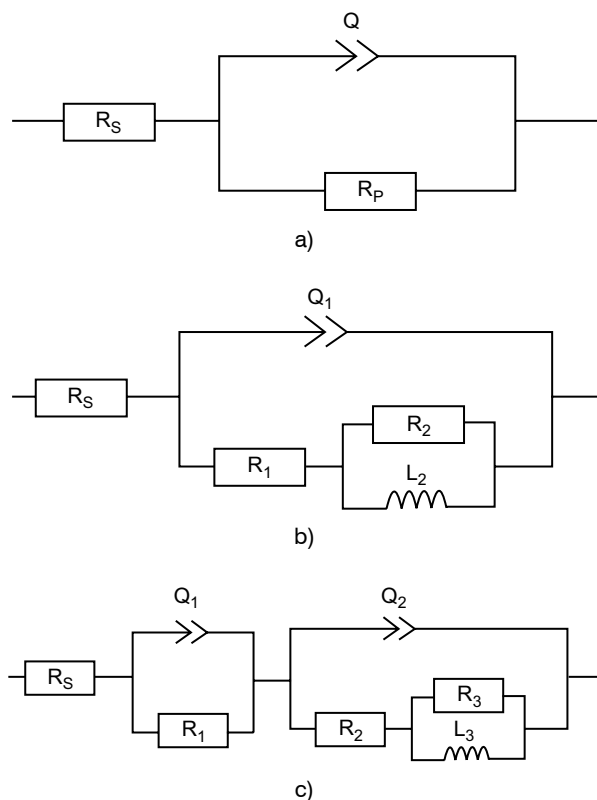 Q
R_S
R_P
a)
Q_1
R_S
R_2
R_1
L_2
b)
Q_1 Q_2
R_S
R_3
R_1 R_2 L_3
c)